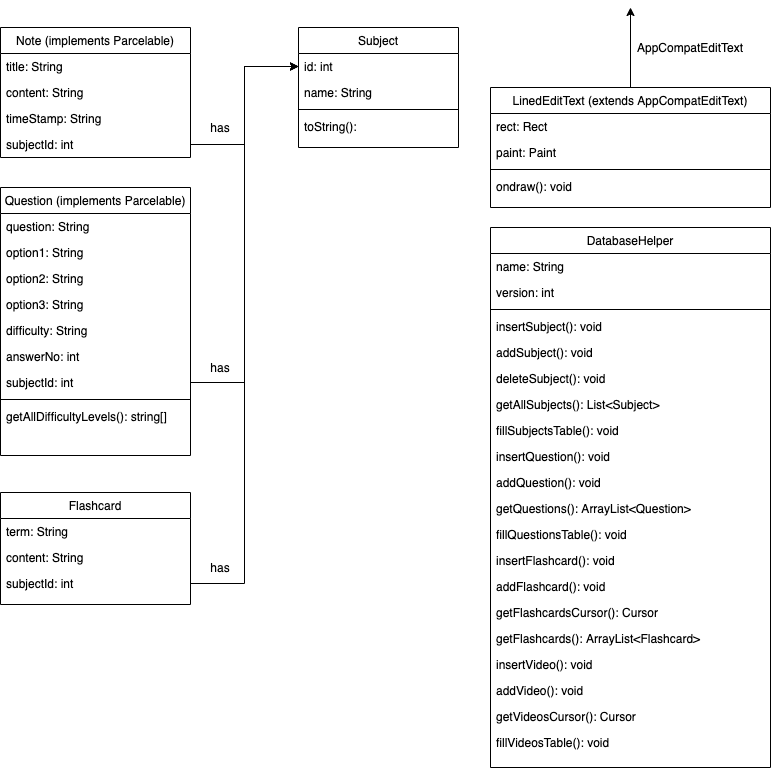 Note (implements Parcelable)
title: String
content: String
timeStamp: String
subjectId: int
has
Question (implements Parcelable)
question: String
option1: String
option2: String
option3: String
difficulty: String
answerNo: int
subjectId: int
getAllDifficultyLevels(): string[]
has
Flashcard
term: String
content: String
subjectId: int
has
Subject
id: int
name: String
toString():
AppCompatEditText
LinedEditText (extends AppCompatEditText)
rect: Rect
paint: Paint
ondraw(): void
DatabaseHelper
name: String
version: int
insertSubject(): void
addSubject(): void
deleteSubject(): void
getAllSubjects(): List<Subject>
fillSubjectsTable(): void
insertQuestion(): void
addQuestion(): void
getQuestions(): ArrayList<Question>
fillQuestionsTable(): void
insertFlashcard(): void
addFlashcard(): void
getFlashcardsCursor(): Cursor
getFlashcards(): ArrayList<Flashcard>
insertVideo(): void
addVideo(): void
getVideosCursor(): Cursor
fillVideosTable(): void